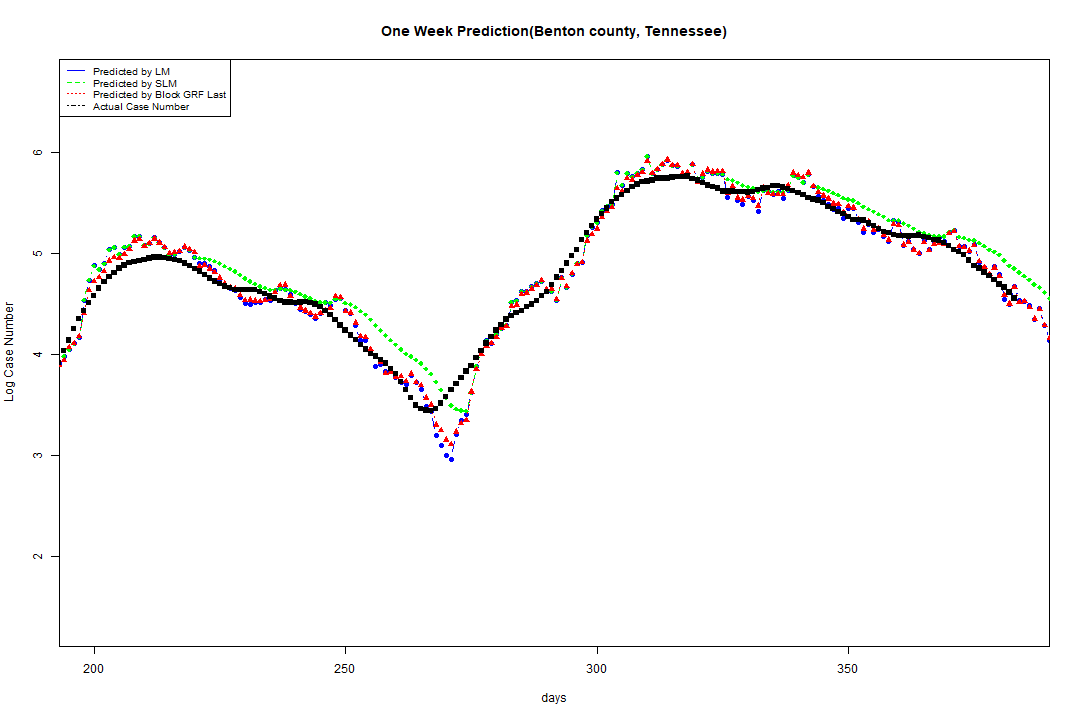 One Week Prediction(Benton county, Tennessee)
Predicted by LM
Predicted by SLM
Predicted by Block GRF Last
Actual Case Number
6
5
4
3
2
Log Case Number
200 250 300 350
days